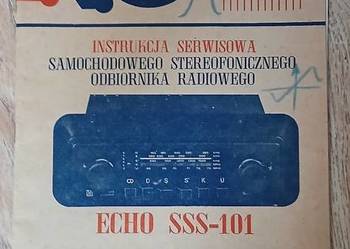 INSTRUKCJA SERWISOWA
SAMOCHODOWEGO STEREOFONICZNEGO
ODBIORNIKA RADIOWEGO
D S S K U
ECHO SSS-101